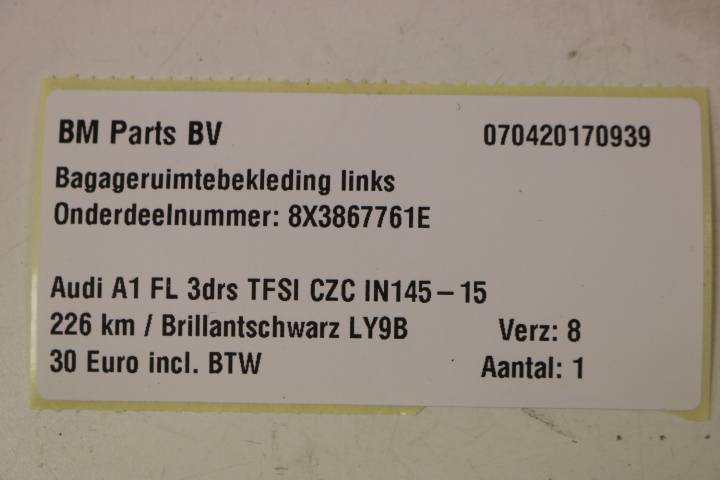 BM Parts BV 070420170939
Bagageruimtebekleding links
Onderdeelnummer: 8X3867761E
Audi A1 FL 3drs TFSI CZC IN145-15
226 km / Brillantschwarz LY9B Verz: 8
30 Euro incl. BTW Aantal: 1